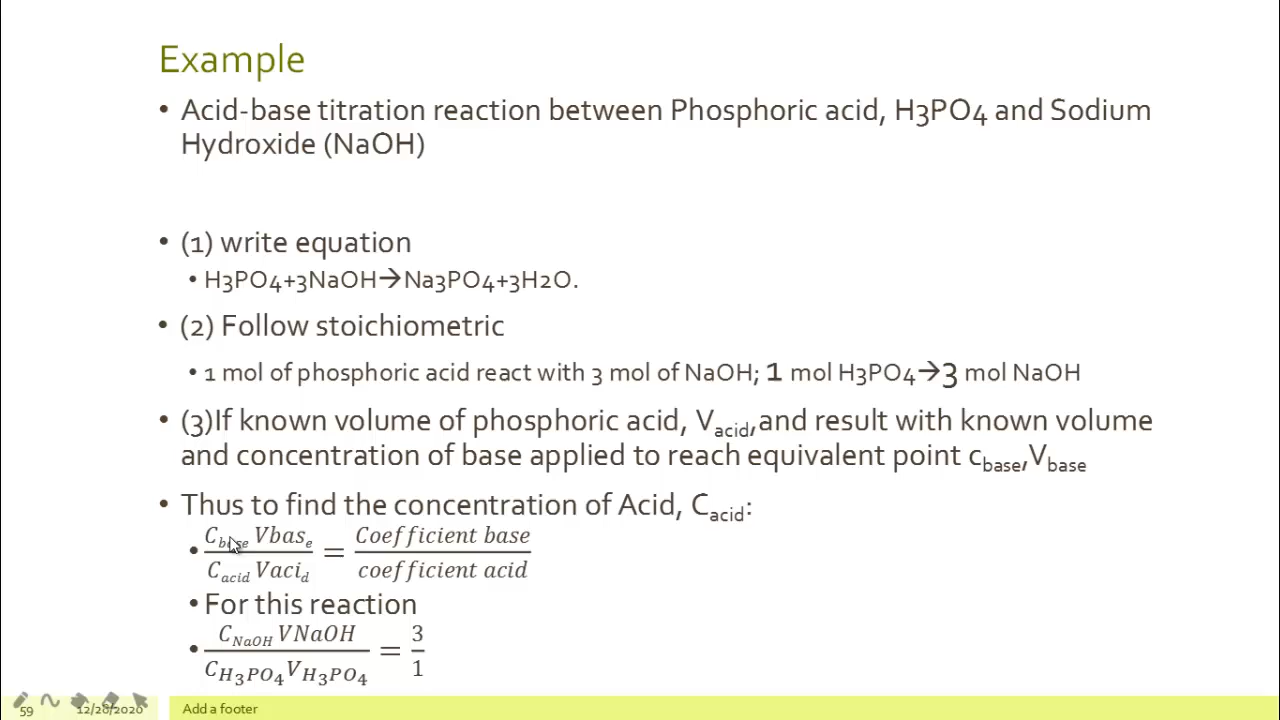 Example
• Acid-base titration reaction between Phosphoric acid, H3PO4 and Sodium
Hydroxide (NaOH)
• (1) write equation
• H3PO4+3NaOH→Na3PO4+3H2O.
• (2) Follow stoichiometric
• 1 mol of phosphoric acid react with 3 mol of NaOH; 1 mol H3PO4→3 mol NaOH
• (3)If known volume of phosphoric acid, V_acid,and result with known volume
and concentration of base applied to reach equivalent point c_base,V_base
• Thus to find the concentration of Acid, C_acid:
• C_base Vbas_e / C_acid Vaci_d = Coefficient base / coefficient acid
• For this reaction
• C_NaOH VNaOH / C_H3PO4 V_H3PO4 = 3/1
59 12/28/2020 Add a footer